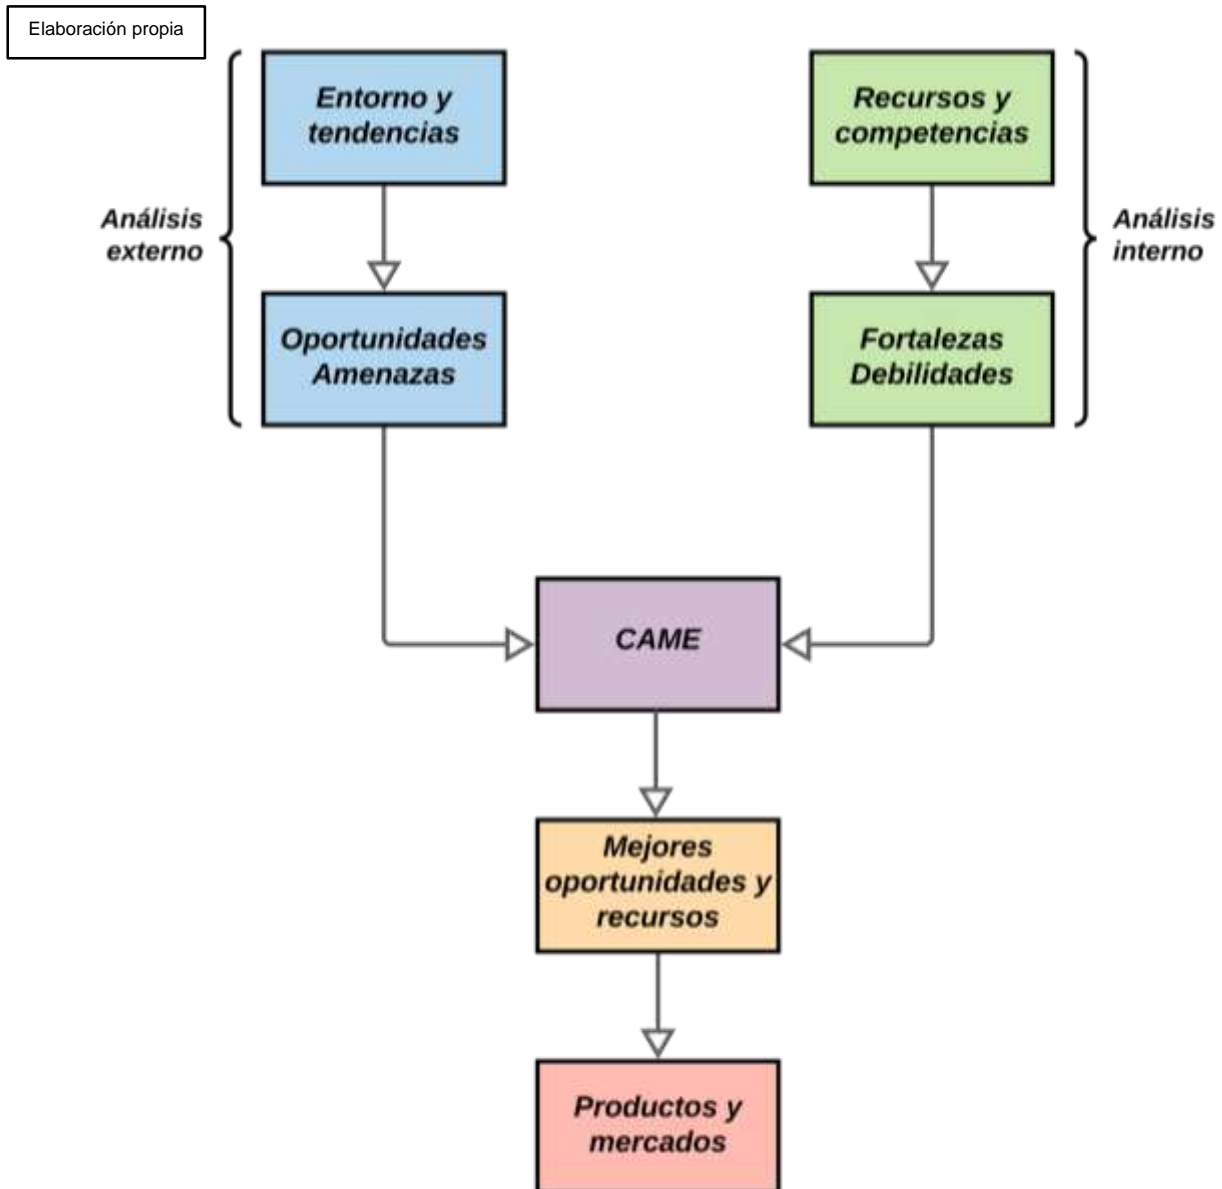 Elaboración propia
Entorno y
tendencias
Recursos y
competencias
Análisis
externo
Análisis
interno
Oportunidades
Amenazas
Fortalezas
Debilidades
CAME
Mejores
oportunidades y
recursos
Productos y
mercados